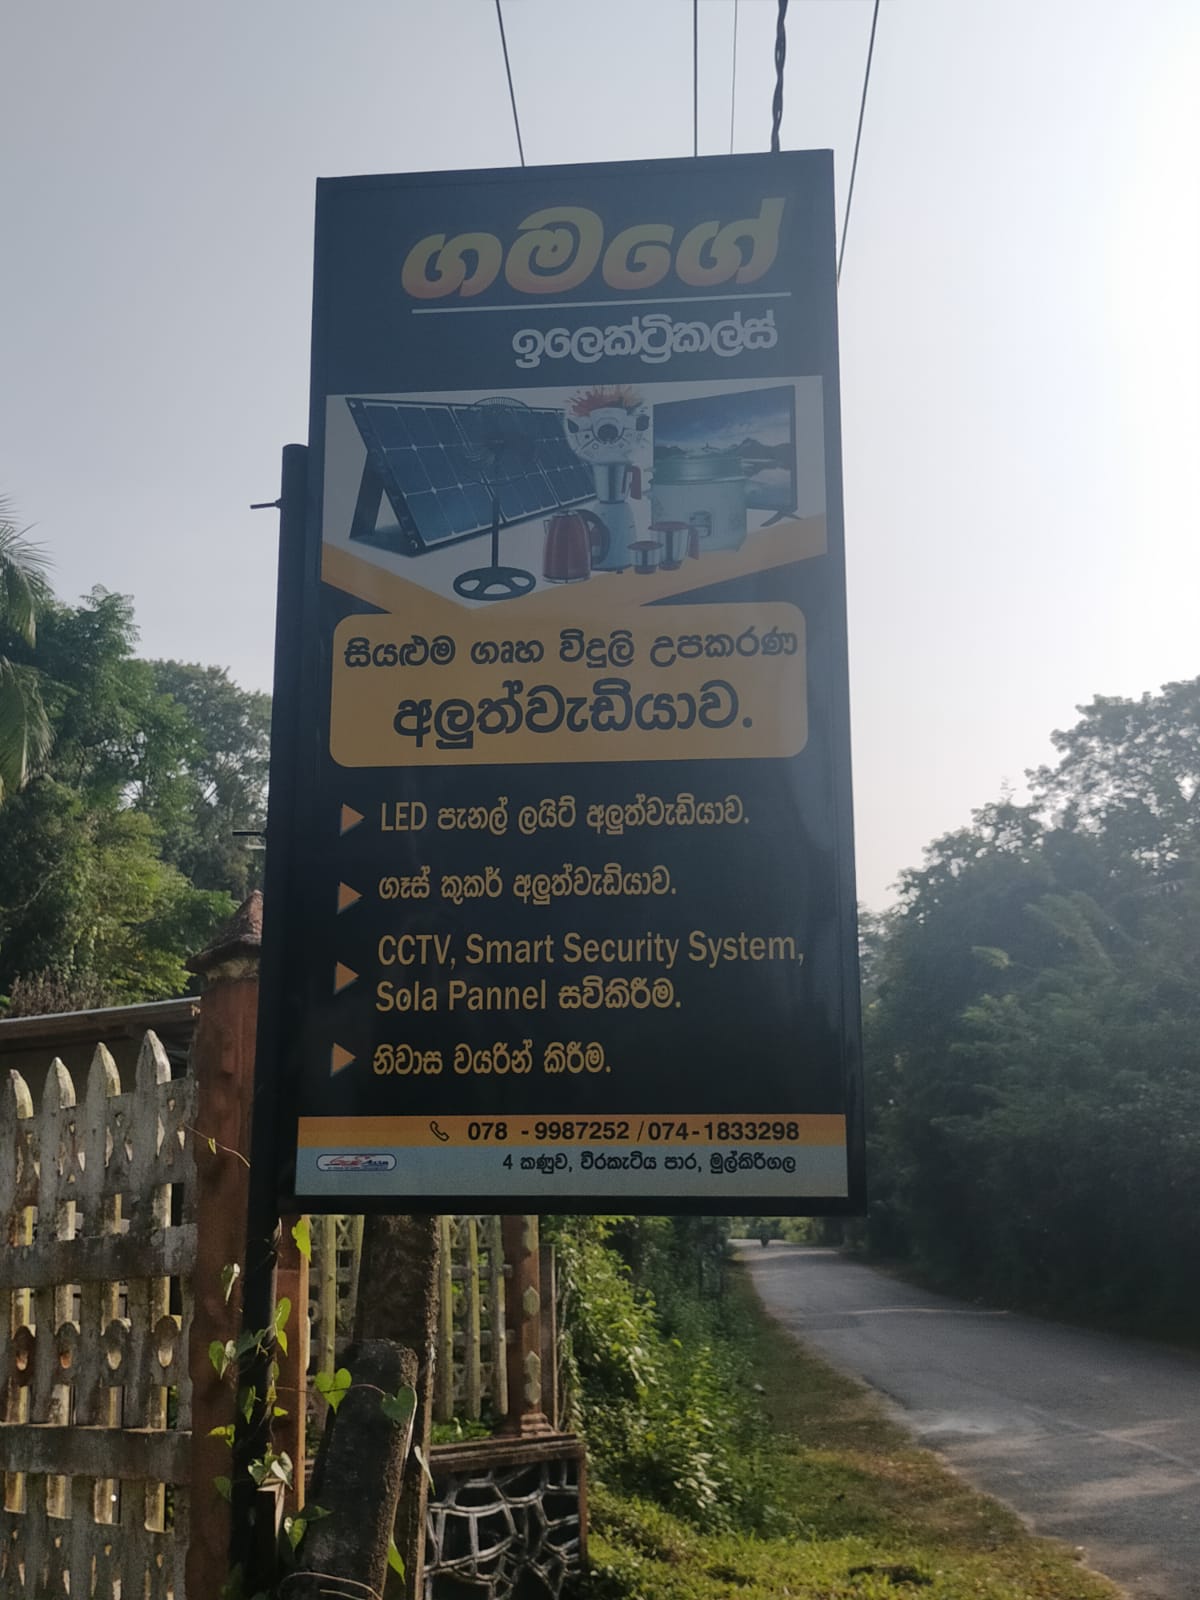 ගමගේ
ඉලෙක්ට්‍රිකල්ස්
සියළුම ගෘහ විදුලි උපකරණ
අලුත්වැඩියාව.
LED පැනල් ලයිට් අලුත්වැඩියාව.
ගෑස් කුකර් අලුත්වැඩියාව.
CCTV, Smart Security System,
Sola Pannel සවිකිරීම.
නිවාස වයරින් කිරීම.
078 - 9987252 / 074 - 1833298
4 කණුව, වීරකැටිය පාර, මුල්කිරිගල